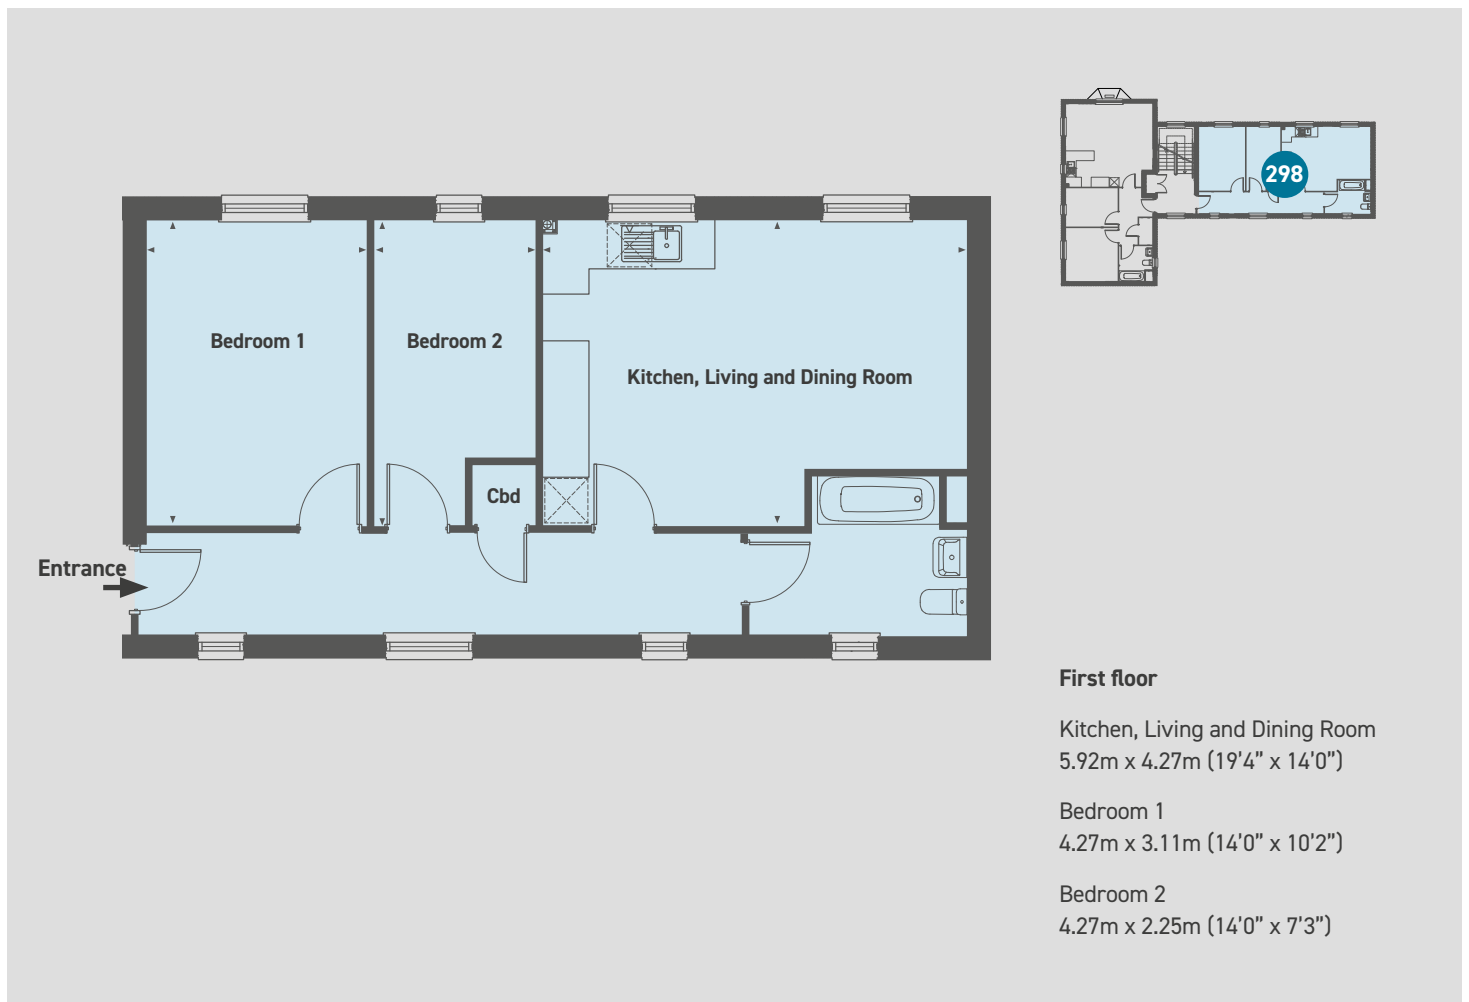 298
Bedroom 1
Bedroom 2
Kitchen, Living and Dining Room
Cbd
Entrance
First floor
Kitchen, Living and Dining Room
5.92m x 4.27m (19’4” x 14’0”)
Bedroom 1
4.27m x 3.11m (14’0” x 10’2”)
Bedroom 2
4.27m x 2.25m (14’0” x 7’3”)